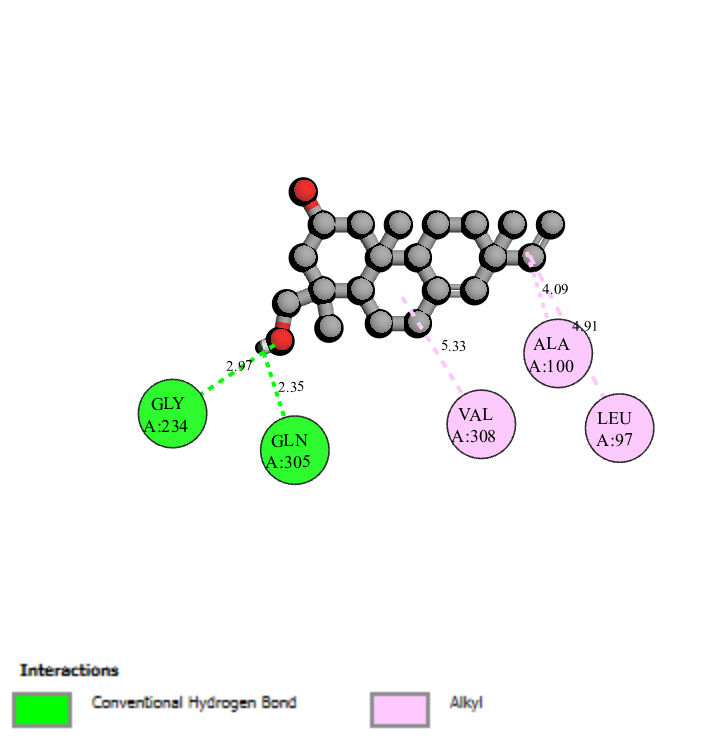 4.09
4.91
5.33
ALA
A:100
2.97
2.35
GLY
A:234
VAL
A:308
LEU
A:97
GLN
A:305
Interactions
Conventional Hydrogen Bond
Alkyl